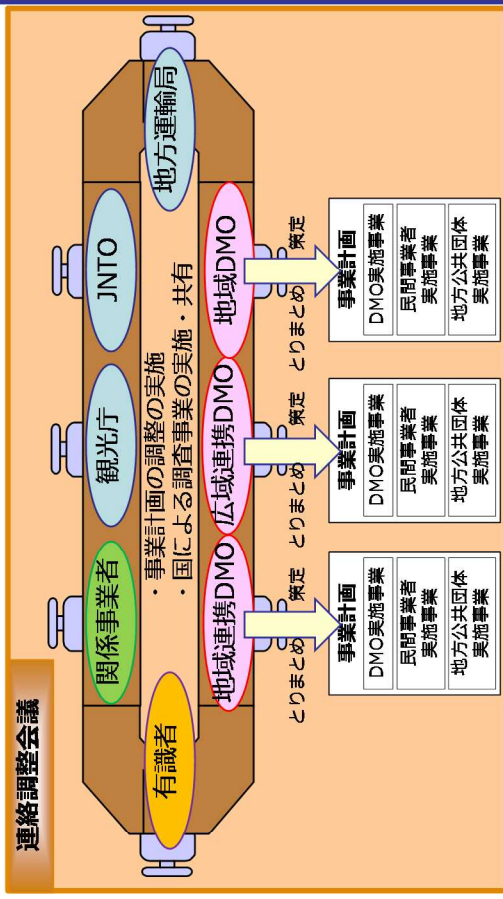 連絡調整会議
関係事業者
観光庁
JNTO
有識者
・事業計画の調整の実施
・国による調査事業の実施・共有
地方運輸局
地域連携DMO
広域連携DMO
地域DMO
とりまとめ
策定
事業計画
DMO実施事業
民間事業者
実施事業
地方公共団体
実施事業
とりまとめ
策定
事業計画
DMO実施事業
民間事業者
実施事業
地方公共団体
実施事業
とりまとめ
策定
事業計画
DMO実施事業
民間事業者
実施事業
地方公共団体
実施事業